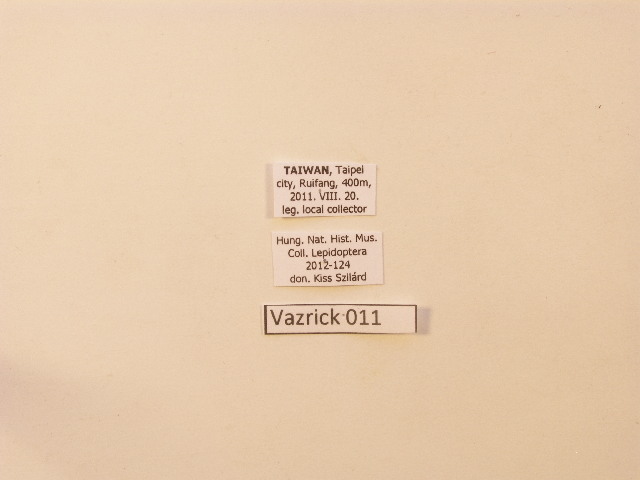 TAIWAN, Taipei
city, Ruifang, 400m,
2011. VIII. 20.
leg. local collector
Hung. Nat. Hist. Mus.
Coll. Lepidoptera
2012-124
don. Kiss Szilárd
Vazrick 011